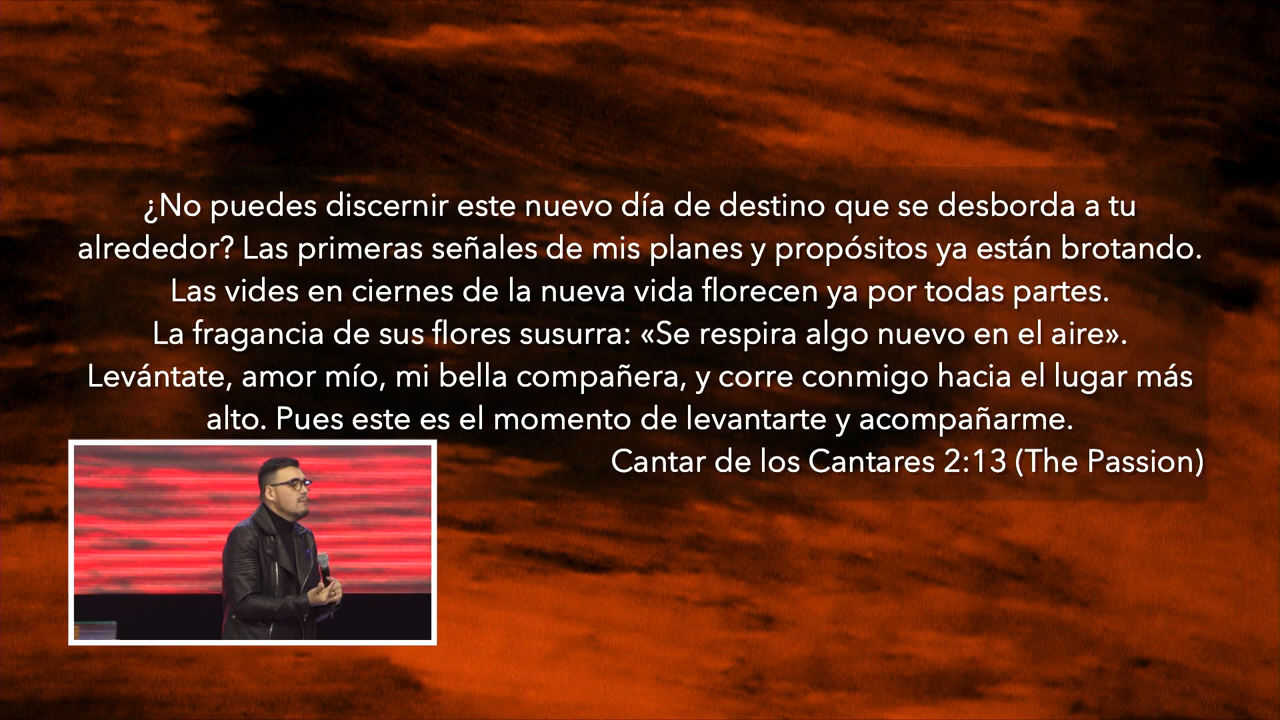 ¿No puedes discernir este nuevo día de destino que se desborda a tu
alrededor? Las primeras señales de mis planes y propósitos ya están brotando.
Las vides en ciernes de la nueva vida florecen ya por todas partes.
La fragancia de sus flores susurra: «Se respira algo nuevo en el aire».
Levántate, amor mío, mi bella compañera, y corre conmigo hacia el lugar más
alto. Pues este es el momento de levantarte y acompañarme.
Cantar de los Cantares 2:13 (The Passion)